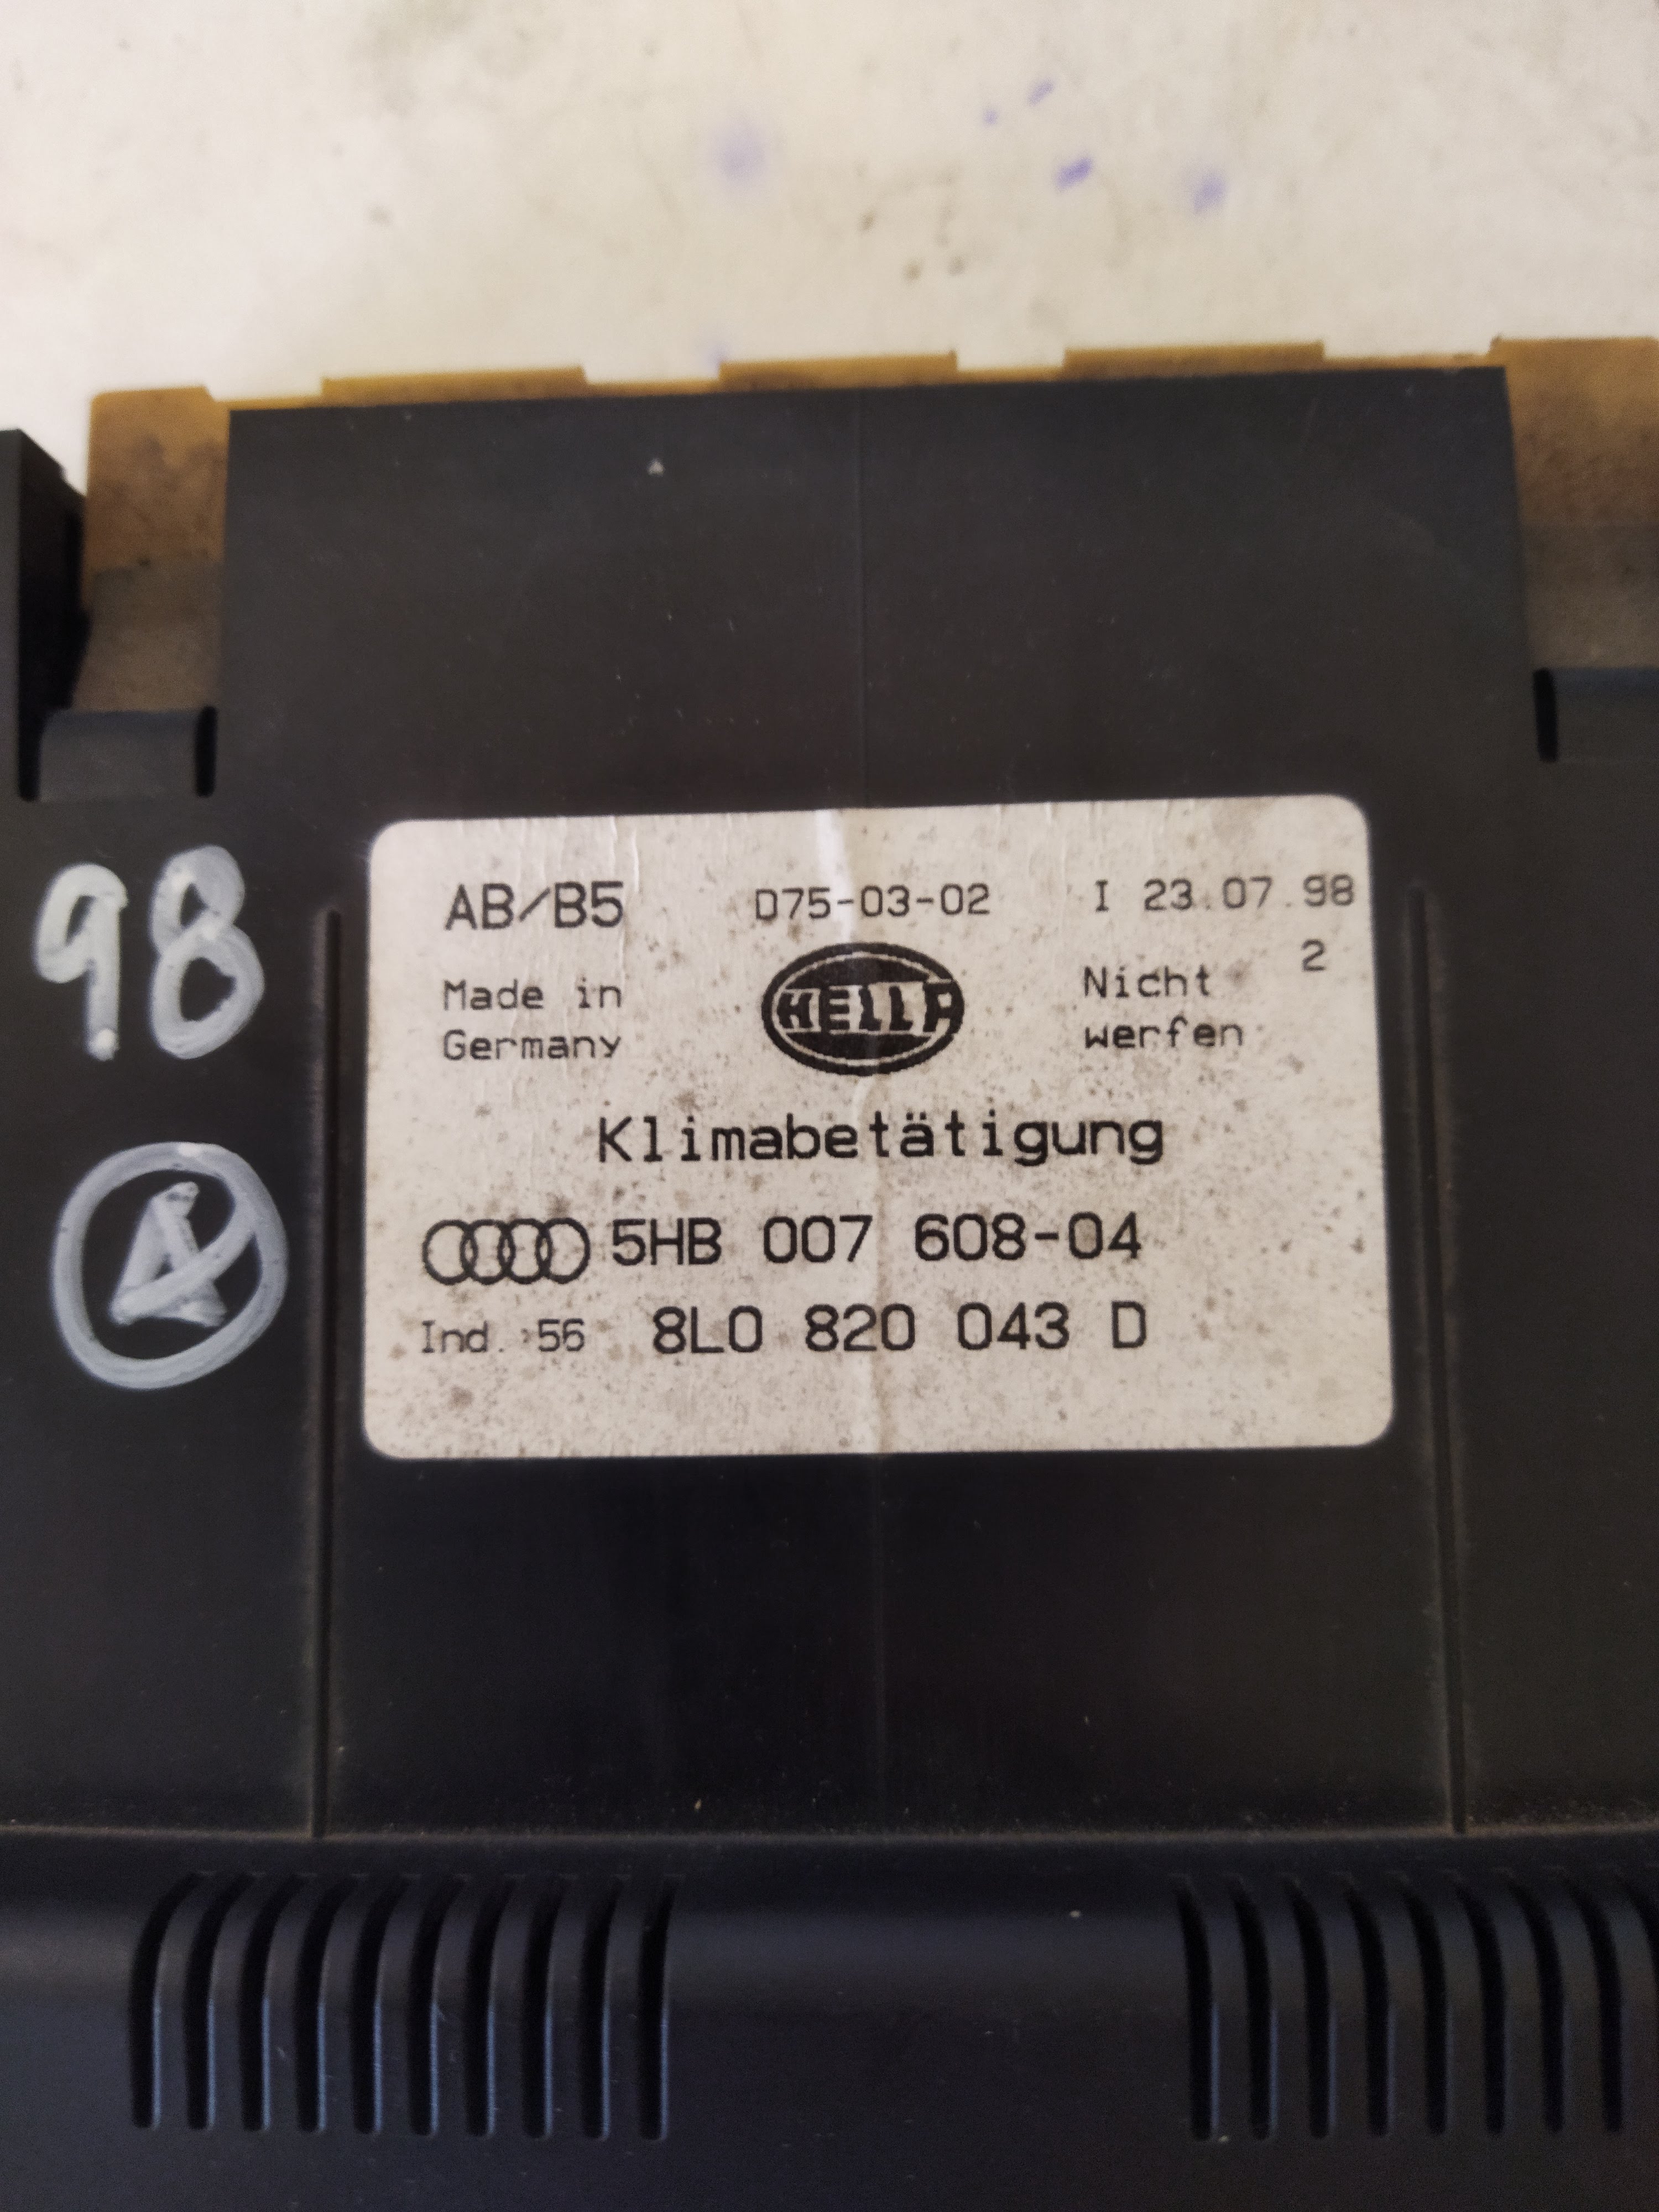 AB/B5 D75-03-02 I 23.07.98
2
Made in
Germany
HELLA
Nicht
werfen
Klimabetätigung
5HB 007 608-04
Ind. 56 8L0 820 043 D
98
A